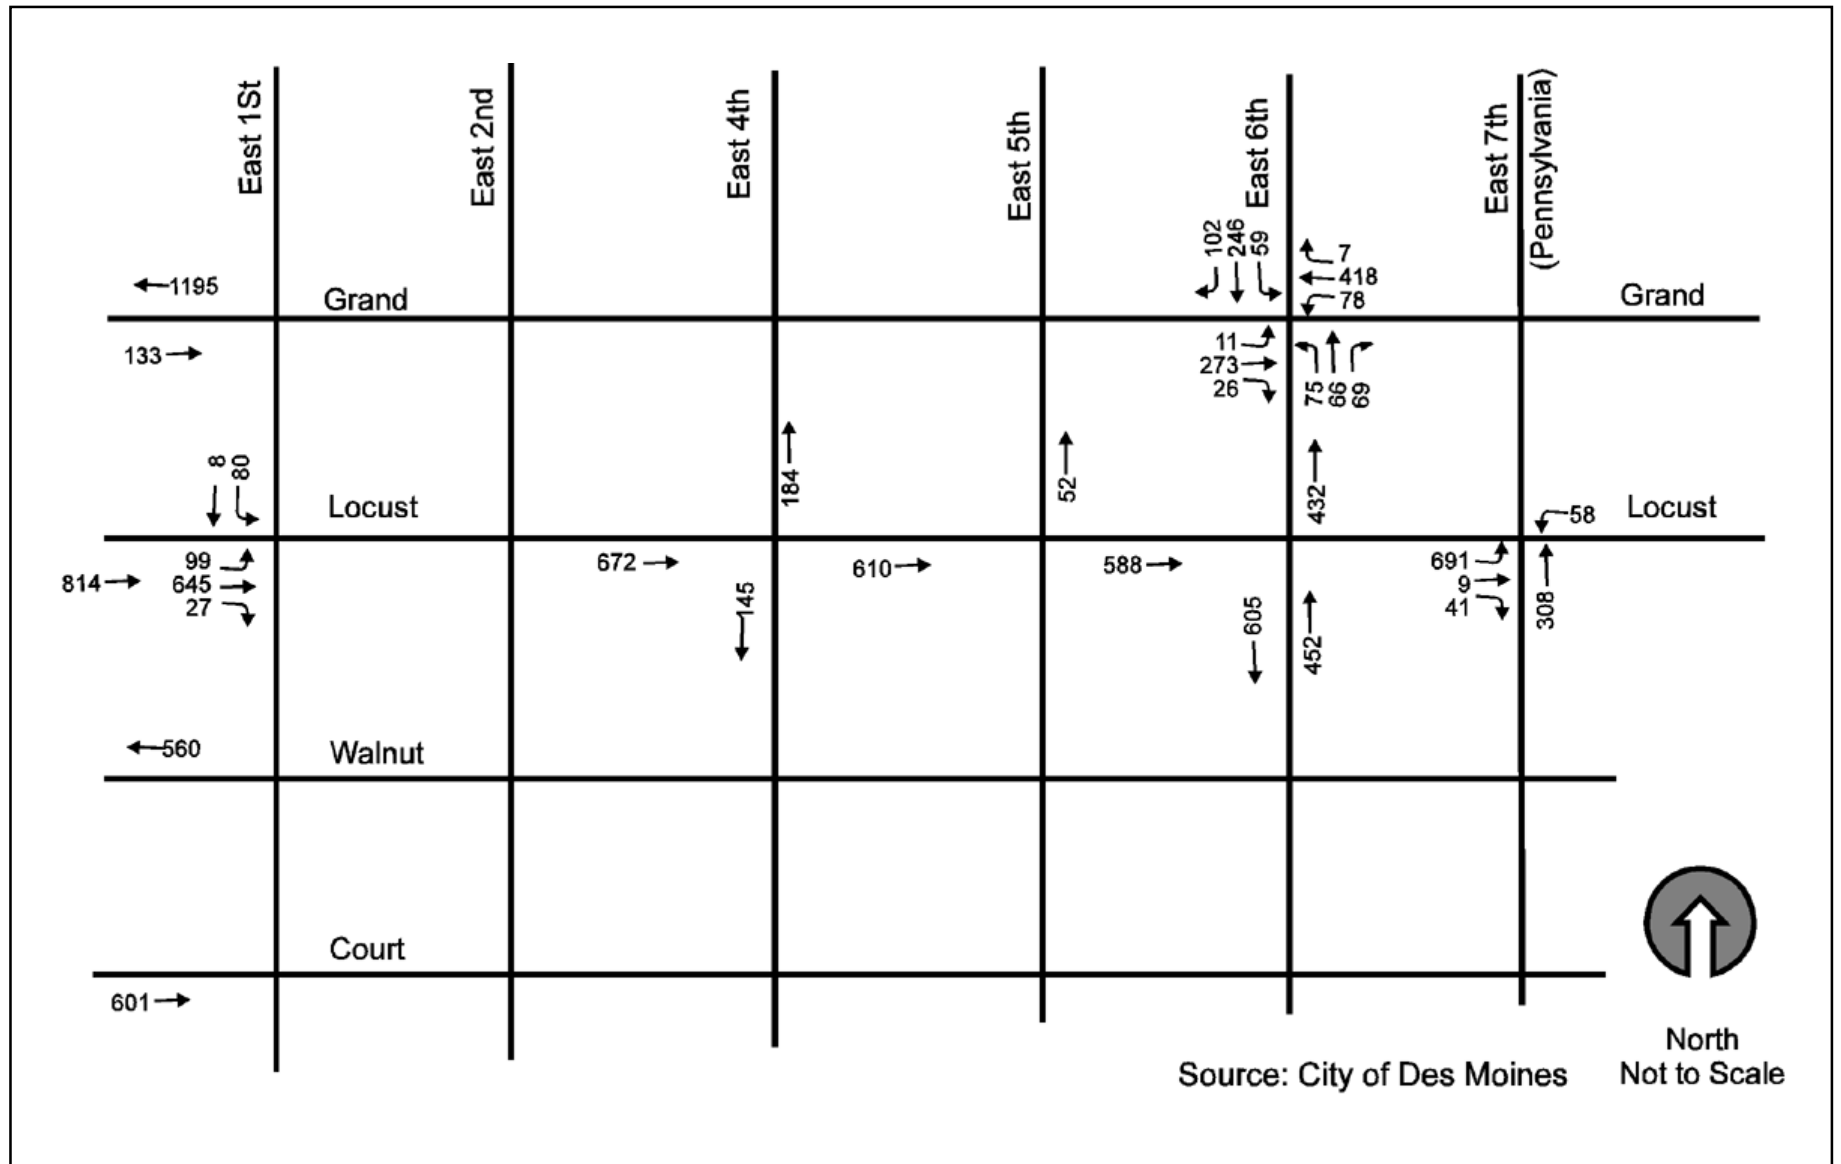 East 1St
East 2nd
East 4th
East 5th
East 6th
East 7th
(Pennsylvania)
102
246
59
7
418
78
1195
Grand
Grand
133
11
273
26
75
66
69
8
80
184
52
432
Locust
58
Locust
99
814
645
27
672
610
588
691
9
41
145
605
452
308
560
Walnut
Court
601
North
Source: City of Des Moines
Not to Scale